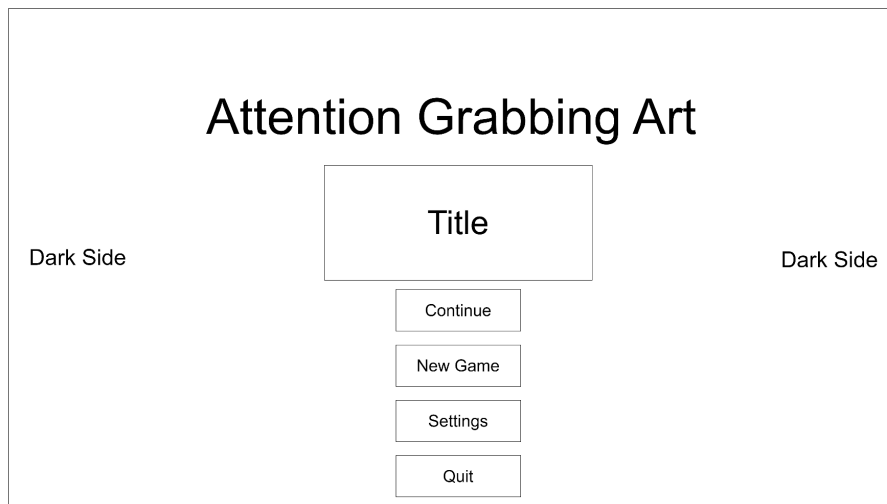 Attention Grabbing Art
Title
Dark Side
Dark Side
Continue
New Game
Settings
Quit